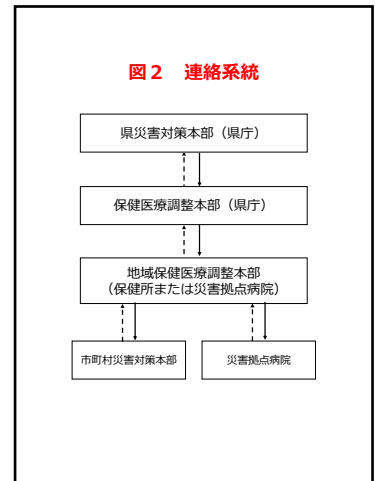 図２　連絡系統
県災害対策本部（県庁）
保健医療調整本部（県庁）
地域保健医療調整本部
（保健所または災害拠点病院）
市町村災害対策本部
災害拠点病院